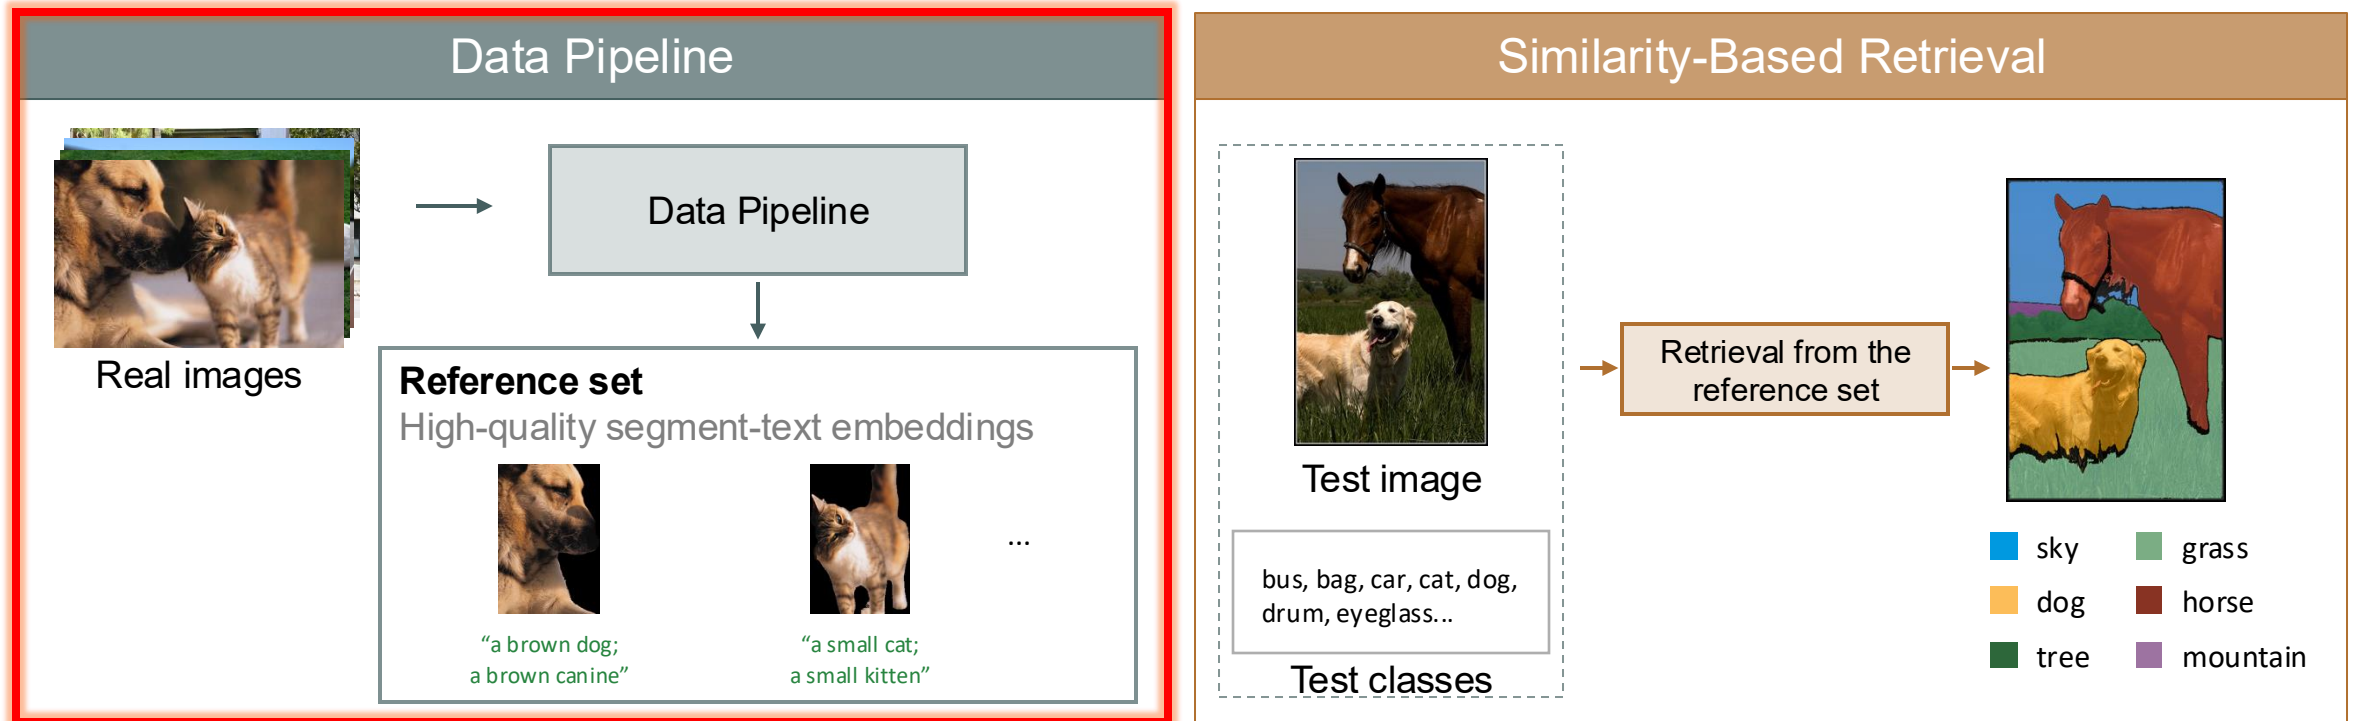 Data Pipeline
Real images
Data Pipeline
Reference set
High-quality segment-text embeddings
“a brown dog;
a brown canine”
“a small cat;
a small kitten”
...
Similarity-Based Retrieval
Test image
bus, bag, car, cat, dog,
drum, eyeglass...
Test classes
Retrieval from the
reference set
sky
grass
dog
horse
tree
mountain